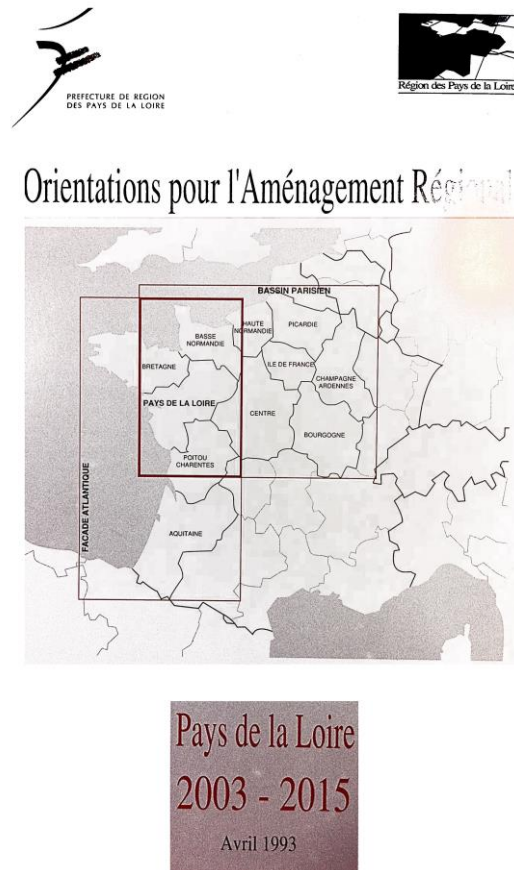 PREFECTURE DE REGION
DES PAYS DE LA LOIRE
Région des Pays de la Loire
Orientations pour l'Aménagement Régional
BASSIN PARISIEN
HAUTE
NORMANDIE
PICARDIE
BASSE
NORMANDIE
ILE DE FRANCE
BRETAGNE
CHAMPAGNE
ARDENNES
PAYS DE LA LOIRE
CENTRE
BOURGOGNE
POITOU
CHARENTES
FACADE ATLANTIQUE
AQUITAINE
Pays de la Loire
2003 - 2015
Avril 1993